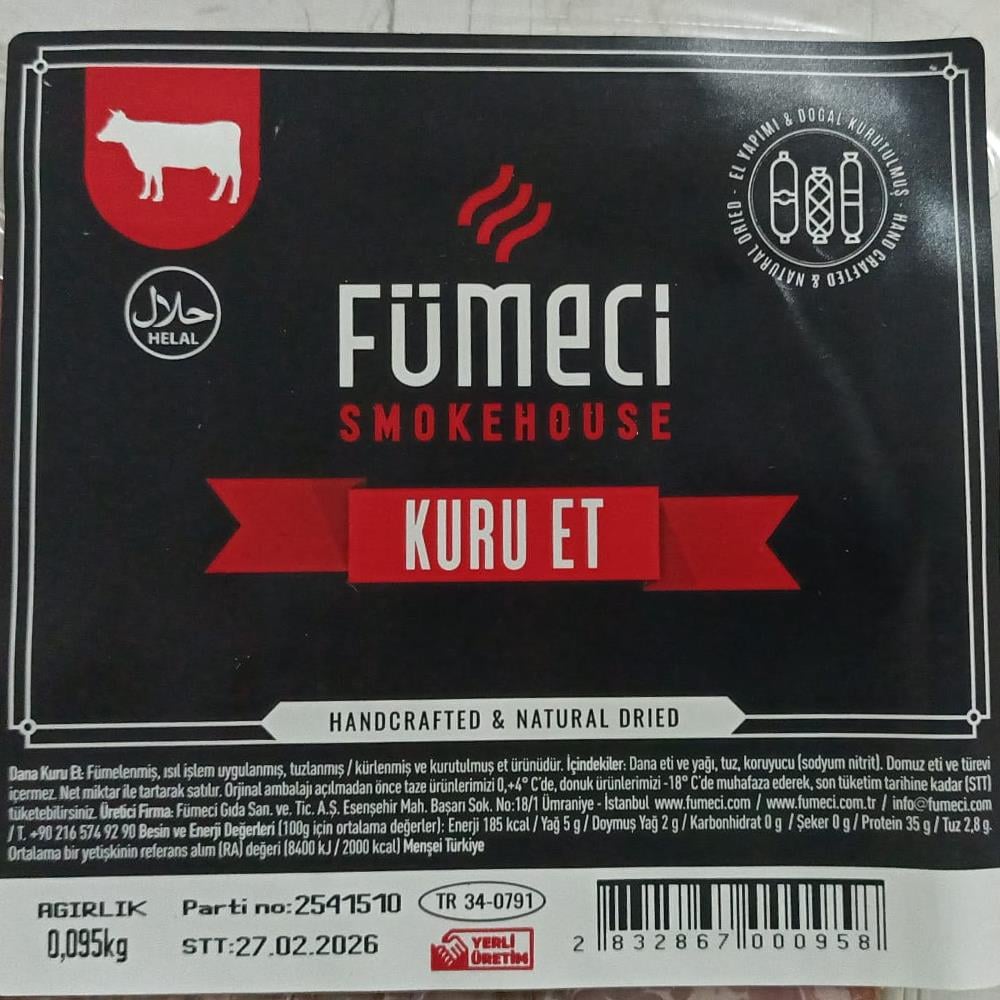 EL YAPIMI & DOĞAL KURUTULMUŞ · HAND CRAFTED & NATURAL DRIED ·
حلال
HELAL
FÜMECİ
SMOKEHOUSE
KURU ET
HANDCRAFTED & NATURAL DRIED
Dana Kuru Et: Fümelenmiş, ısıl işlem uygulanmış, tuzlanmış / kürlenmiş ve kurutulmuş et ürünüdür. İçindekiler: Dana eti ve yağı, tuz, koruyucu (sodyum nitrit). Domuz eti ve türevi
içermez. Net miktar ile tartarak satılır. Orjinal ambalajı açılmadan önce taze ürünlerimizi 0,+4° C'de, donuk ürünlerimizi -18° C'de muhafaza ederek, son tüketim tarihine kadar (STT)
tüketebilirsiniz. Üretici Firma: Fümeci Gıda San. ve. Tic. A.Ş. Esenşehir Mah. Başarı Sok. No:18/1 Ümraniye - İstanbul www.fumeci.com / www.fumeci.com.tr / info@fumeci.com
/ T. +90 216 574 92 90 Besin ve Enerji Değerleri (100g için ortalama değerler): Enerji 185 kcal / Yağ 5 g / Doymuş Yağ 2 g / Karbonhidrat 0 g / Şeker 0 g / Protein 35 g / Tuz 2,8 g.
Ortalama bir yetişkinin referans alım (RA) değeri (8400 kJ / 2000 kcal) Menşei Türkiye
AGIRLIK
0,095kg
Parti no:2541510
STT:27.02.2026
TR 34-0791
YERLİ
ÜRETİM
2 832867 000958